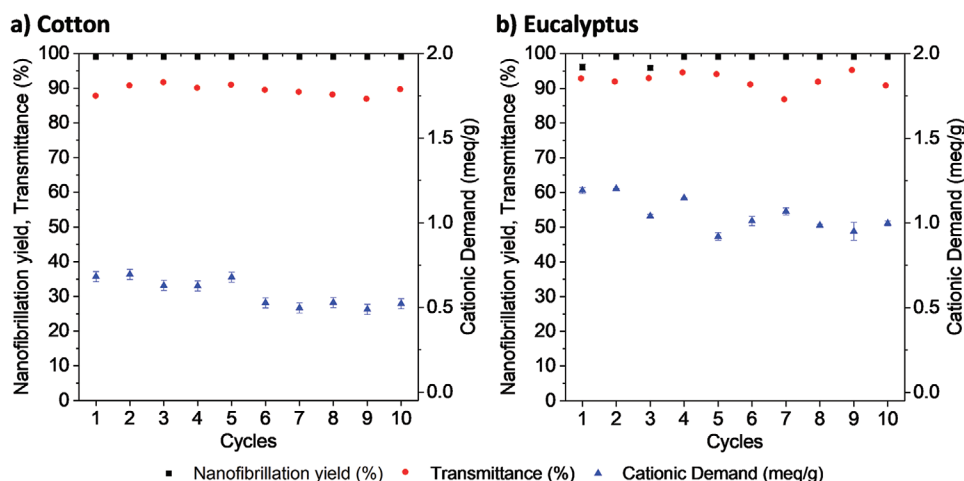 a) Cotton
b) Eucalyptus
Nanofibrillation yield, Transmittance (%)
100
90
80
70
60
50
40
30
20
10
0
2.0
1.5
1.0
0.5
0.0
Cationic Demand (meq/g)
1 2 3 4 5 6 7 8 9 10
Cycles
Nanofibrillation yield, Transmittance (%)
100
90
80
70
60
50
40
30
20
10
0
2.0
1.5
1.0
0.5
0.0
Cationic Demand (meq/g)
1 2 3 4 5 6 7 8 9 10
Cycles
Nanofibrillation yield (%) Transmittance (%) Cationic Demand (meq/g)